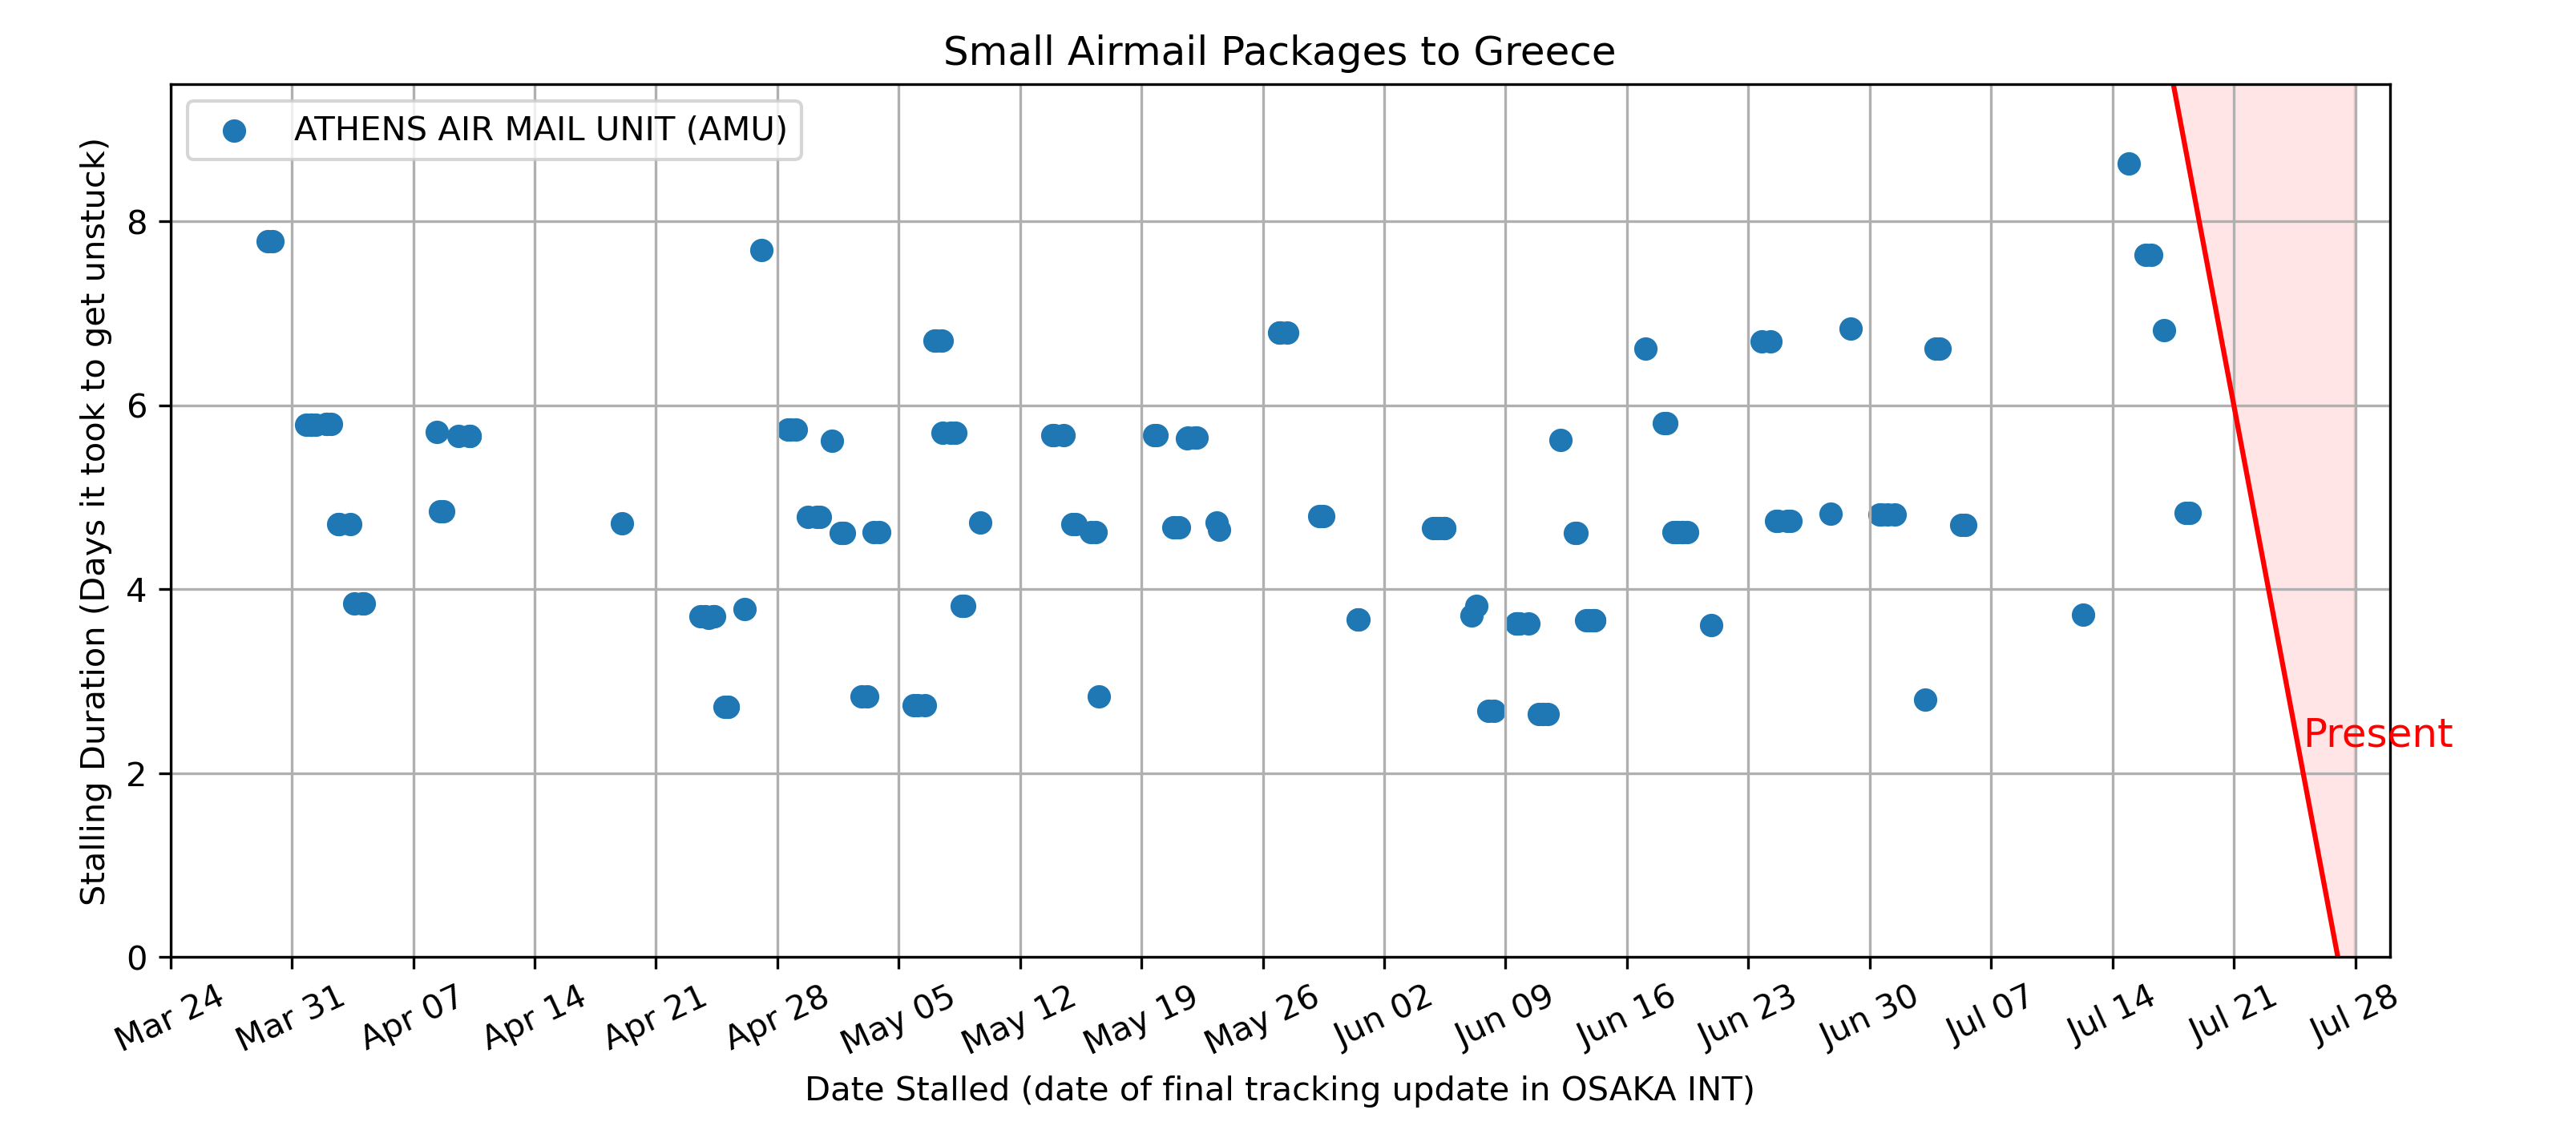 Small Airmail Packages to Greece
ATHENS AIR MAIL UNIT (AMU)
Stalling Duration (Days it took to get unstuck)
8
6
4
2
0
Present
Mar 24
Mar 31
Apr 07
Apr 14
Apr 21
Apr 28
May 05
May 12
May 19
May 26
Jun 02
Jun 09
Jun 16
Jun 23
Jun 30
Jul 07
Jul 14
Jul 21
Jul 28
Date Stalled (date of final tracking update in OSAKA INT)